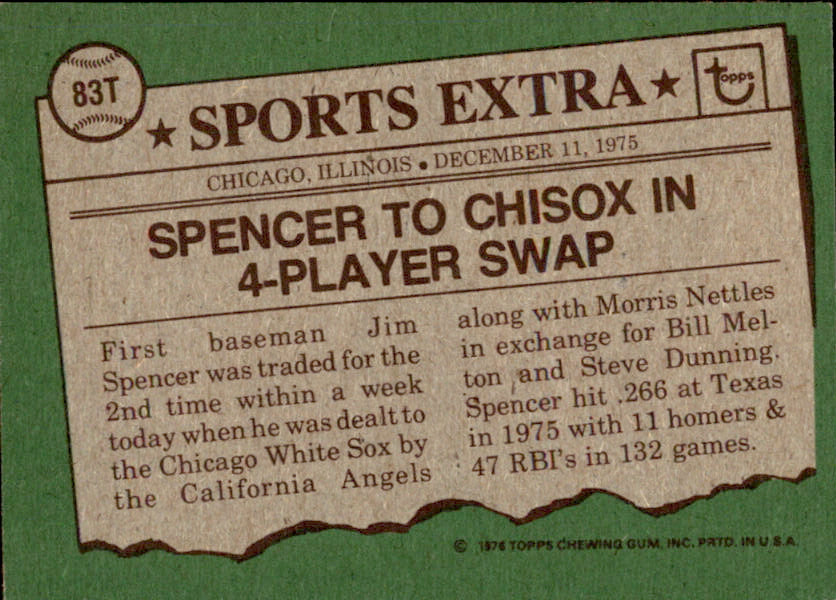 83T
★ SPORTS EXTRA ★
topps
CHICAGO, ILLINOIS • DECEMBER 11, 1975
SPENCER TO CHISOX IN
4-PLAYER SWAP
First baseman Jim
Spencer was traded for the
2nd time within a week
today when he was dealt to
the Chicago White Sox by
the California Angels
along with Morris Nettles
in exchange for Bill Mel-
ton and Steve Dunning.
Spencer hit .266 at Texas
in 1975 with 11 homers &
47 RBI's in 132 games.
© 1976 TOPPS CHEWING GUM, INC. PRTD. IN U.S.A.